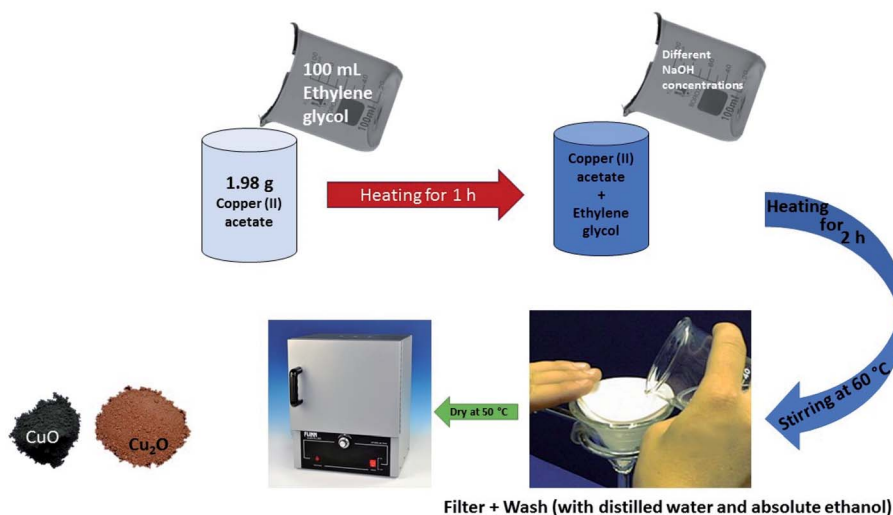 100 mL
Ethylene
glycol
Different
NaOH
concentrations
1.98 g
Copper (II)
acetate
Heating for 1 h
Copper (II)
acetate
+
Ethylene
glycol
Heating
for
2 h
Stirring at 60 °C
Dry at 50 °C
CuO
Cu₂O
Filter + Wash (with distilled water and absolute ethanol)